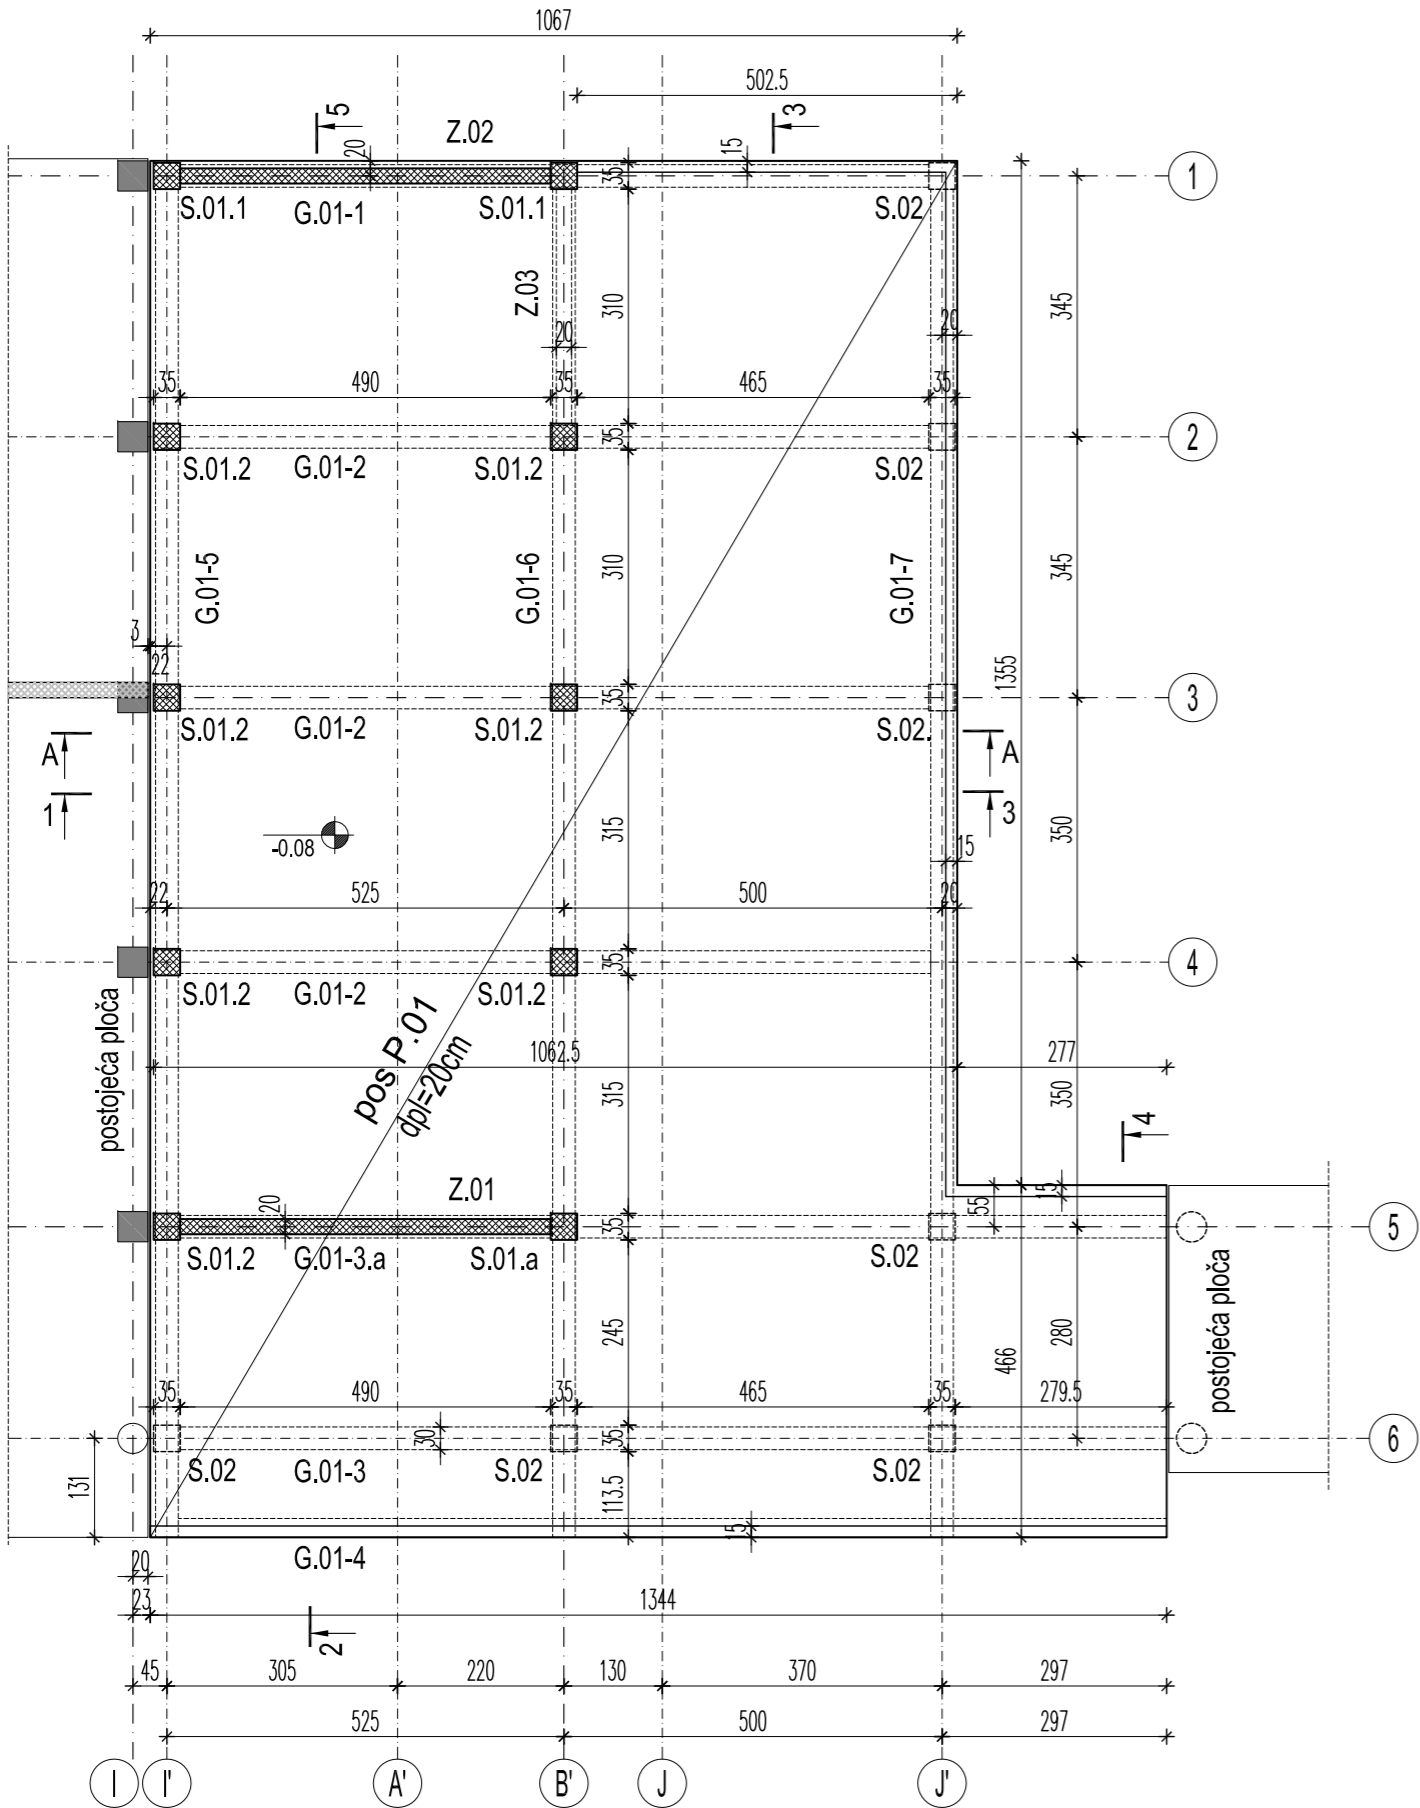 1067
502.5
5
3
Z.02
20
15
35
1
S.01.1
G.01-1
S.01.1
S.02
Z.03
310
345
20
20
35
490
35
465
35
35
2
S.01.2
G.01-2
S.01.2
S.02
G.01-5
G.01-6
310
G.01-7
345
3
22
1355
35
3
S.01.2
G.01-2
S.01.2
S.02.
A
A
1
3
-0.08
315
350
15
22
525
500
20
35
4
S.01.2
G.01-2
S.01.2
postojeća ploča
pos P.01
dpl=20cm
1062.5
277
315
350
4
Z.01
20
35
55
15
5
S.01.2
G.01-3.a
S.01.a
S.02
245
280
466
postojeća ploča
35
490
35
465
35
279.5
30
35
6
S.02
G.01-3
S.02
S.02
131
113.5
15
G.01-4
20
23
1344
2
45
305
220
130
370
297
525
500
297
I
I'
A'
B'
J
J'